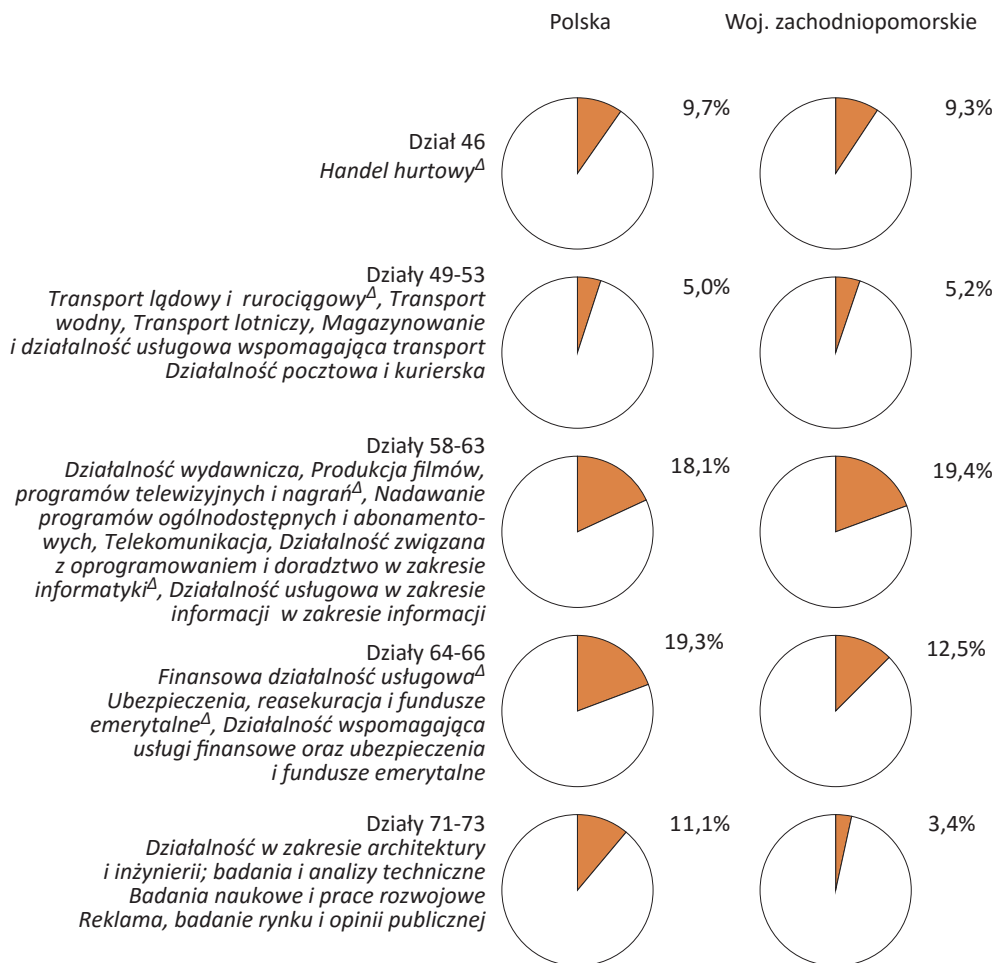 Polska
Woj. zachodniopomorskie
Dział 46
Handel hurtowyΔ
9,7%
9,3%
Działy 49-53
Transport lądowy i rurociągowyΔ, Transport
wodny, Transport lotniczy, Magazynowanie
i działalność usługowa wspomagająca transport
Działalność pocztowa i kurierska
5,0%
5,2%
Działy 58-63
Działalność wydawnicza, Produkcja filmów,
programów telewizyjnych i nagrańΔ, Nadawanie
programów ogólnodostępnych i abonamento-
wych, Telekomunikacja, Działalność związana
z oprogramowaniem i doradztwo w zakresie
informatykiΔ, Działalność usługowa w zakresie
informacji w zakresie informacji
18,1%
19,4%
Działy 64-66
Finansowa działalność usługowaΔ
Ubezpieczenia, reasekuracja i fundusze
emerytalneΔ, Działalność wspomagająca
usługi finansowe oraz ubezpieczenia
i fundusze emerytalne
19,3%
12,5%
Działy 71-73
Działalność w zakresie architektury
i inżynierii; badania i analizy techniczne
Badania naukowe i prace rozwojowe
Reklama, badanie rynku i opinii publicznej
11,1%
3,4%